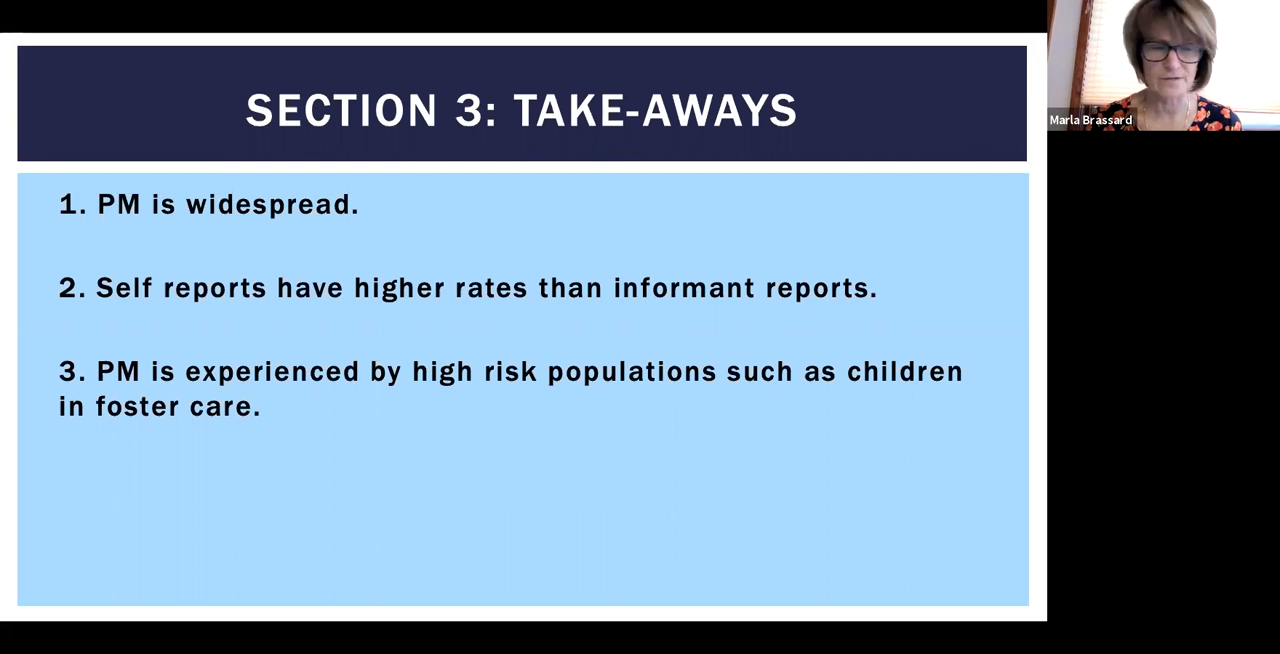 SECTION 3: TAKE-AWAYS
Marla Brassard
1. PM is widespread.
2. Self reports have higher rates than informant reports.
3. PM is experienced by high risk populations such as children
in foster care.